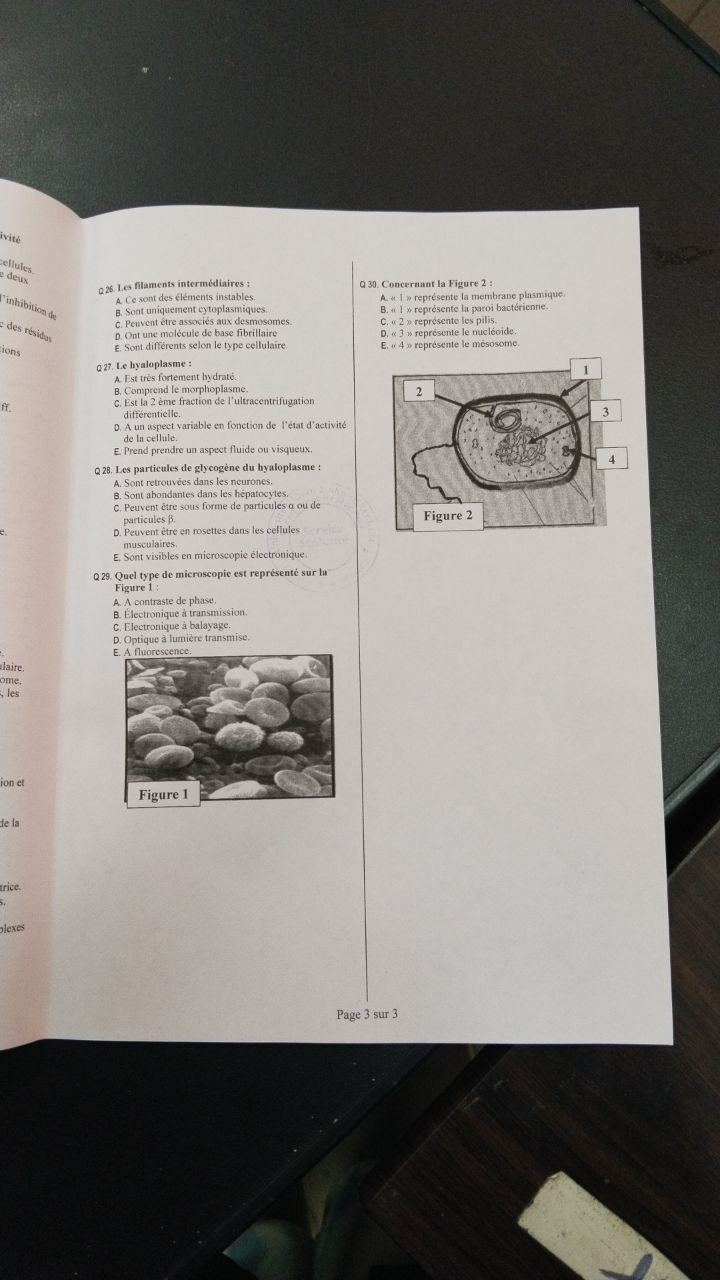 ivité
cellules.
e deux
l'inhibition de
c des résidus
ions
ff.
e.
ulaire.
ome.
, les
ion et
de la
trice.
s.
plexes
Q 26. Les filaments intermédiaires :
A. Ce sont des éléments instables.
B. Sont uniquement cytoplasmiques.
C. Peuvent être associés aux desmosomes.
D. Ont une molécule de base fibrillaire
E. Sont différents selon le type cellulaire.
Q 27. Le hyaloplasme :
A. Est très fortement hydraté.
B. Comprend le morphoplasme.
C. Est la 2 ème fraction de l'ultracentrifugation
différentielle.
D. A un aspect variable en fonction de l'état d'activité
de la cellule.
E. Prend prendre un aspect fluide ou visqueux.
Q 28. Les particules de glycogène du hyaloplasme :
A. Sont retrouvées dans les neurones.
B. Sont abondantes dans les hépatocytes.
C. Peuvent être sous forme de particules α ou de
particules β.
D. Peuvent être en rosettes dans les cellules
musculaires.
E. Sont visibles en microscopie électronique.
Q 29. Quel type de microscopie est représenté sur la
Figure 1 :
A. A contraste de phase.
B. Électronique à transmission.
C. Electronique à balayage.
D. Optique à lumière transmise.
E. A fluorescence.
Figure 1
Q 30. Concernant la Figure 2 :
A. « 1 » représente la membrane plasmique.
B. « 1 » représente la paroi bactérienne.
C. « 2 » représente les pilis.
D. « 3 » représente le nucléoide.
E. « 4 » représente le mésosome.
1
2
3
4
Figure 2
Page 3 sur 3